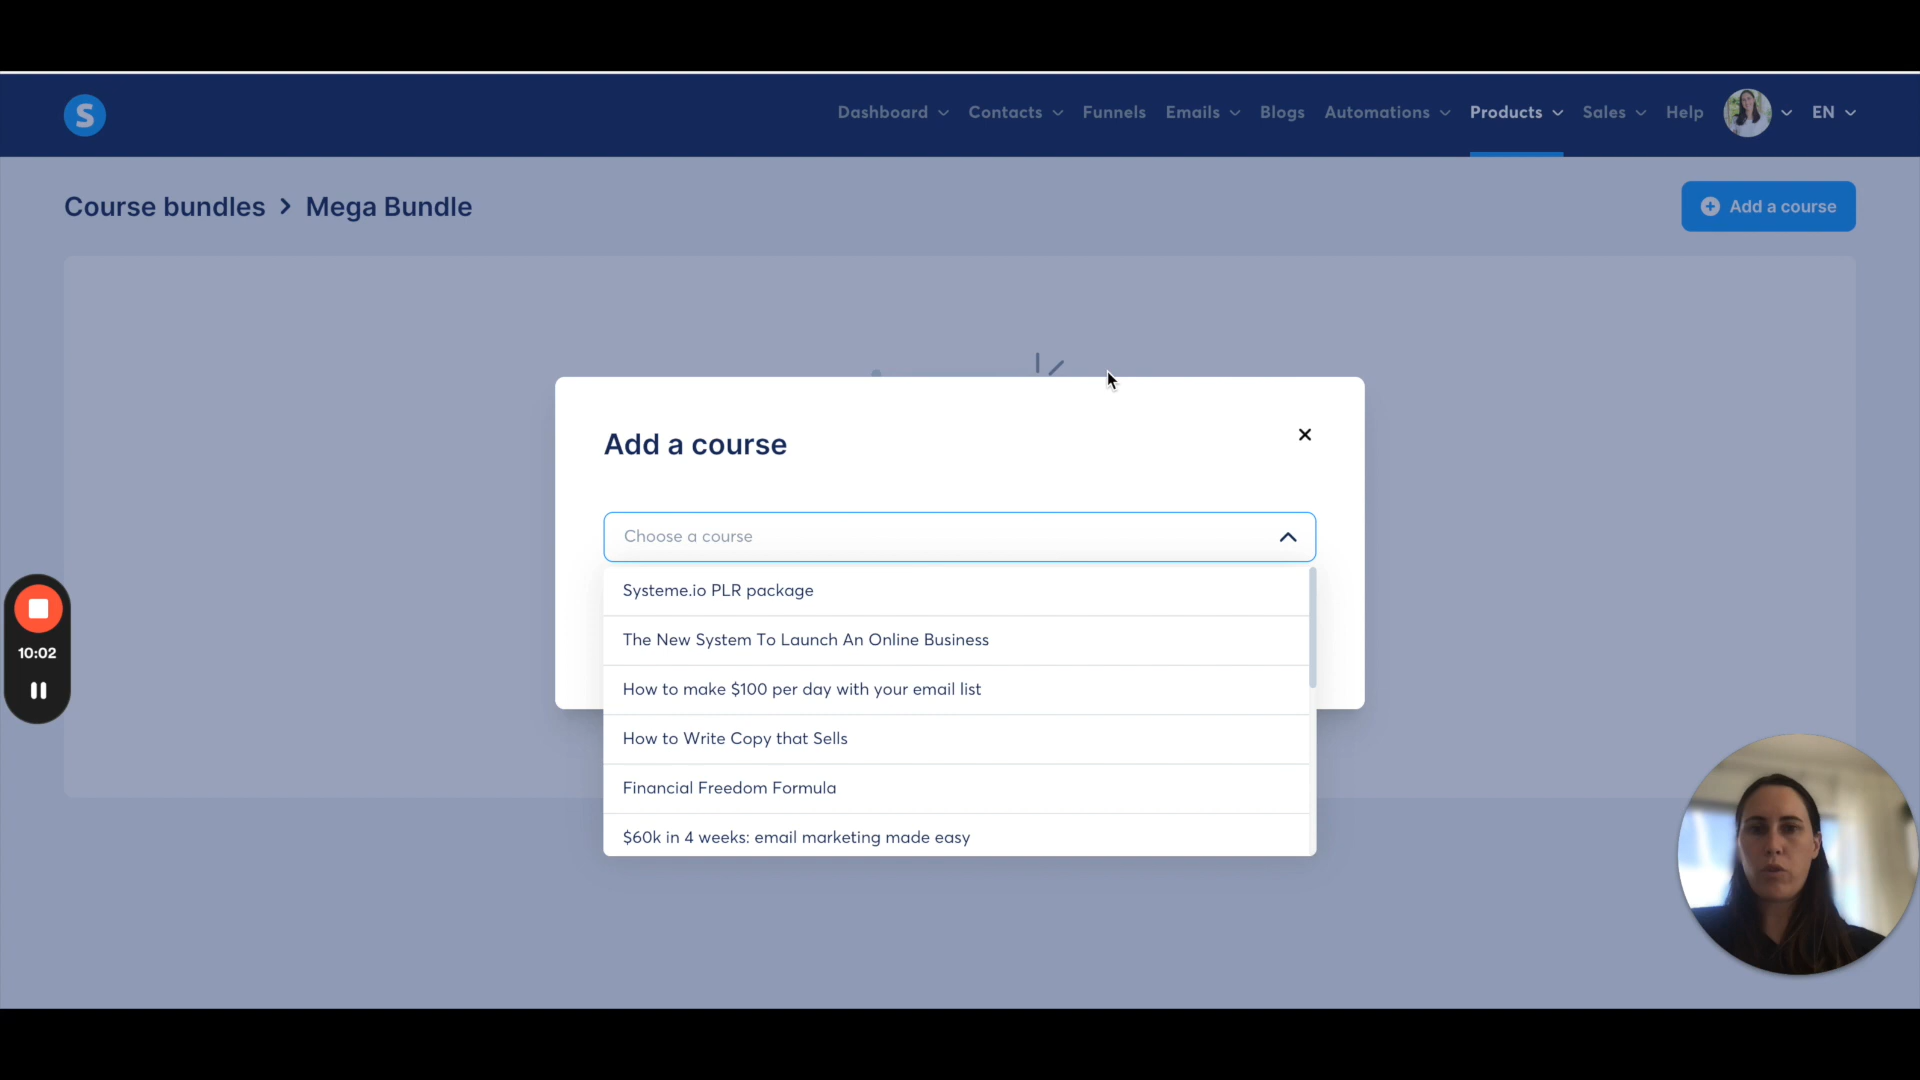 S
Dashboard Contacts Funnels Emails Blogs Automations Products Sales Help EN
Course bundles > Mega Bundle
Add a course
Add a course
Choose a course
Systeme.io PLR package
The New System To Launch An Online Business
How to make $100 per day with your email list
How to Write Copy that Sells
Financial Freedom Formula
$60k in 4 weeks: email marketing made easy
10:02